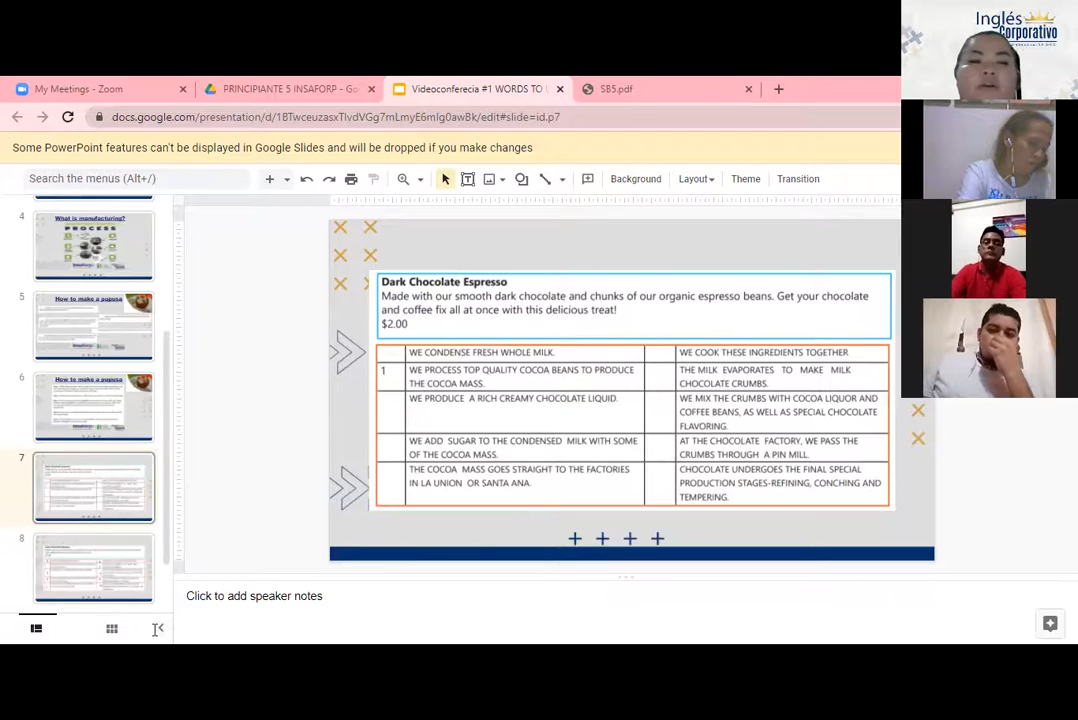 Inglés
Corporativo
My Meetings - Zoom
PRINCIPIANTE 5 INSAFORP - Go
Videoconferecia #1 WORDS TO
SB5.pdf
docs.google.com/presentation/d/
Some PowerPoint features can't be displayed in Google Slides and will be dropped if you make changes
Search the menus (Alt+/)
Background
Layout
Theme
Transition
4
What is manufacturing?
PROCESS
5
How to make a pupusa
6
How to make a pupusa
7
8
Dark Chocolate Espresso
Made with our smooth dark chocolate and chunks of our organic espresso beans. Get your chocolate
and coffee fix all at once with this delicious treat!
$2.00
WE CONDENSE FRESH WHOLE MILK.
WE COOK THESE INGREDIENTS TOGETHER
1
WE PROCESS TOP QUALITY COCOA BEANS TO PRODUCE
THE COCOA MASS.
THE MILK EVAPORATES TO MAKE MILK
CHOCOLATE CRUMBS.
WE PRODUCE A RICH CREAMY CHOCOLATE LIQUID.
WE MIX THE CRUMBS WITH COCOA LIQUOR AND
COFFEE BEANS, AS WELL AS SPECIAL CHOCOLATE
FLAVORING.
WE ADD SUGAR TO THE CONDENSED MILK WITH SOME
OF THE COCOA MASS.
AT THE CHOCOLATE FACTORY, WE PASS THE
CRUMBS THROUGH A PIN MILL.
THE COCOA MASS GOES STRAIGHT TO THE FACTORIES
IN LA UNION OR SANTA ANA.
CHOCOLATE UNDERGOES THE FINAL SPECIAL
PRODUCTION STAGES-REFINING, CONCHING AND
TEMPERING.
Click to add speaker notes